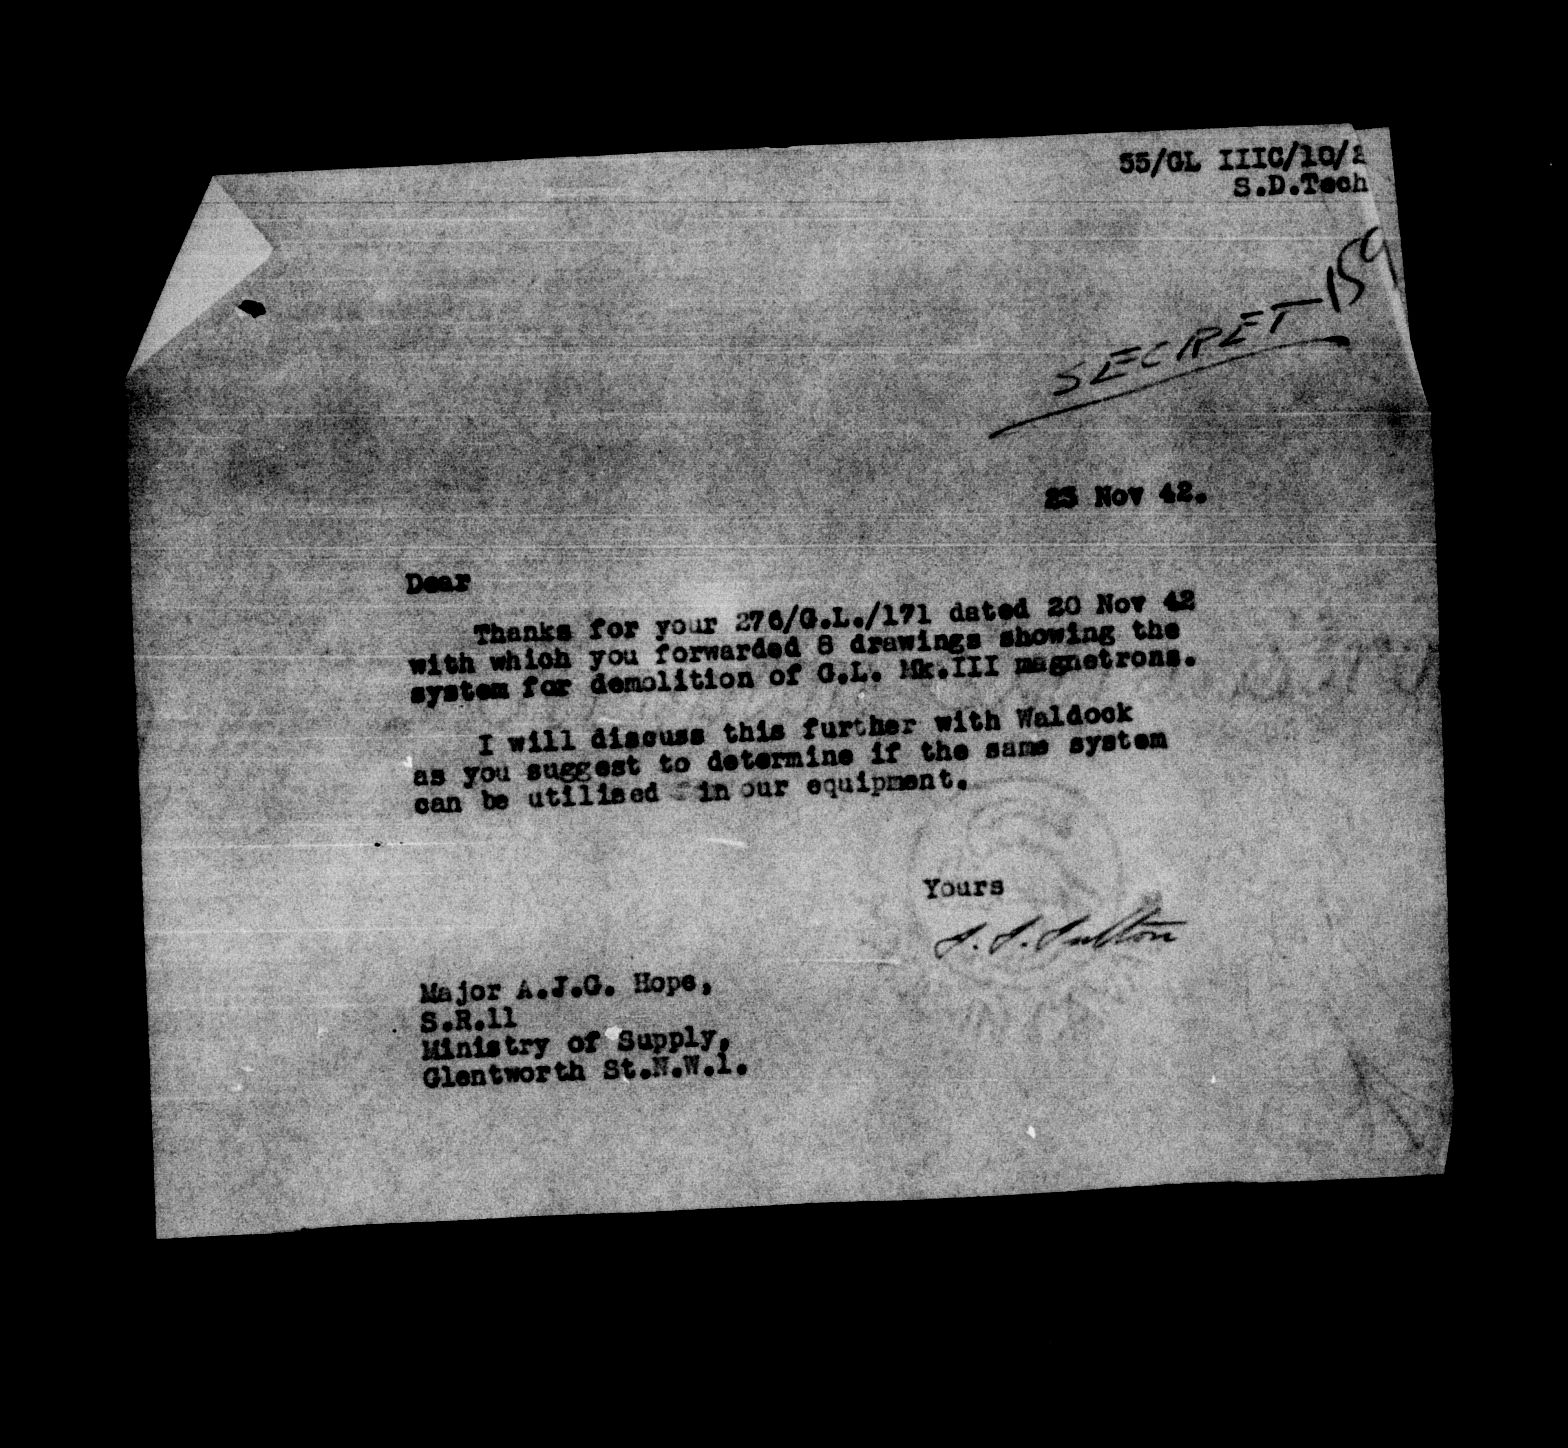 55/GL IIIC/10/
S.D.Tech
159
SECRET
Nov 42.
Dear
Thanks for your 276/G.L./171 dated 20 Nov 42
with which you forwarded 8 drawings showing the
system for demolition of G.L. Mk.III magnetrons.
I will discuss this further with Waldock
as you suggest to determine if the same system
can be utilised in our equipment.
Yours
Major A.J.G. Hope,
S.R.11
Ministry of Supply,
Glentworth St.N.W.1.